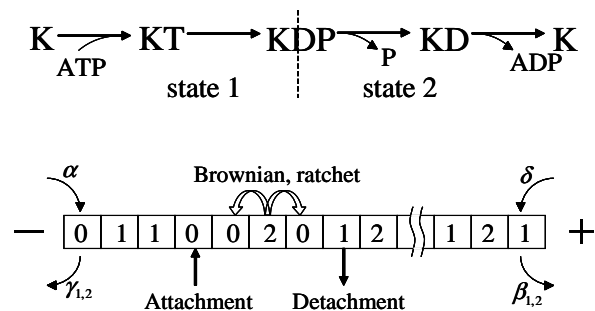 K KT KDP KD K
ATP P ADP
state 1 state 2
α Brownian, ratchet δ
− 0 1 1 0 0 2 0 1 2 1 2 1 +
γ1,2 Attachment Detachment β1,2